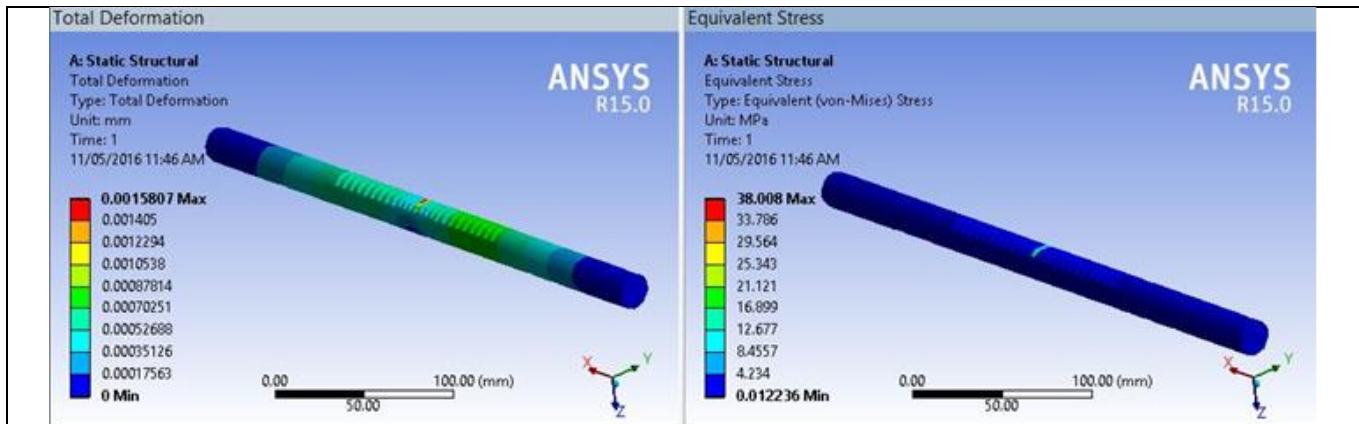 Total Deformation
A: Static Structural
Total Deformation
Type: Total Deformation
Unit: mm
Time: 1
11/05/2016 11:46 AM
ANSYS
R15.0
0.0015807 Max
0.001405
0.0012294
0.0010538
0.00087814
0.00070251
0.00052688
0.00035126
0.00017563
0 Min
0.00
100.00 (mm)
50.00
X
Y
Z
Equivalent Stress
A: Static Structural
Equivalent Stress
Type: Equivalent (von-Mises) Stress
Unit: MPa
Time: 1
11/05/2016 11:46 AM
ANSYS
R15.0
38.008 Max
33.786
29.564
25.343
21.121
16.899
12.677
8.4557
4.234
0.012236 Min
0.00
100.00 (mm)
50.00
X
Y
Z